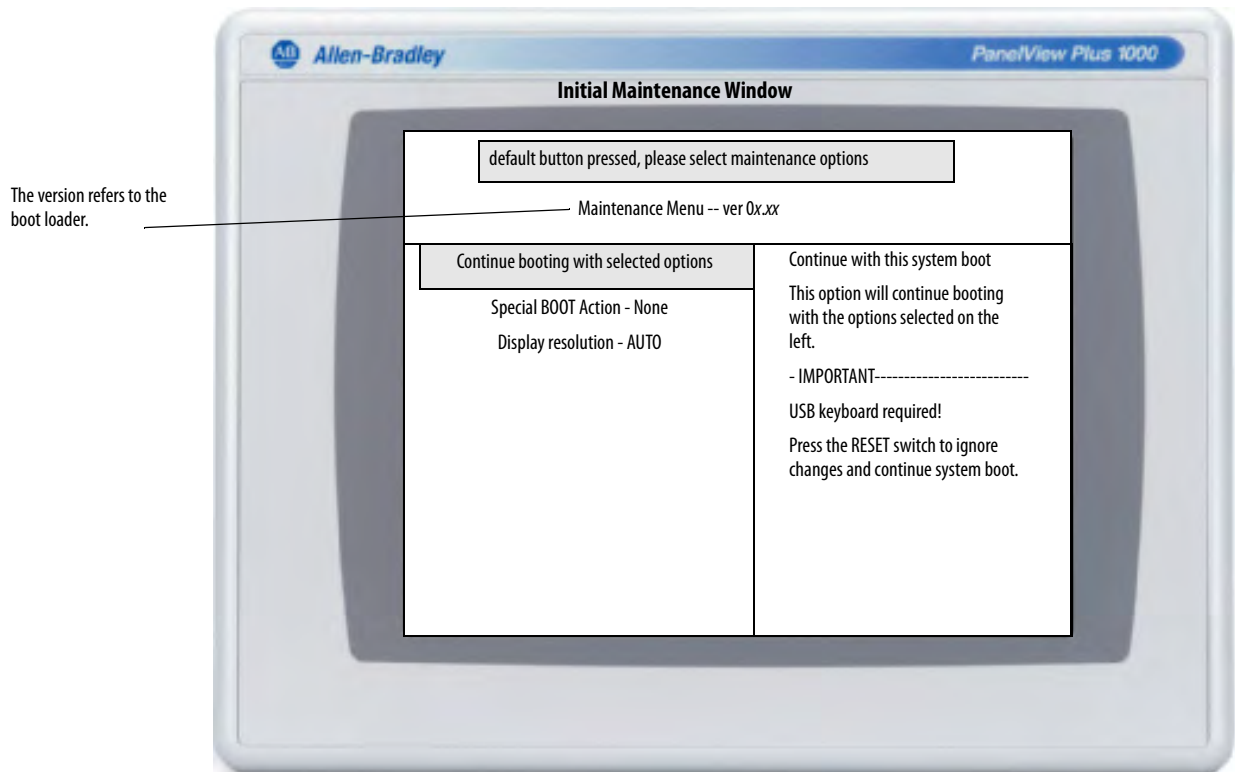 Allen-Bradley
PanelView Plus 1000
Initial Maintenance Window
default button pressed, please select maintenance options
The version refers to the
boot loader.
Maintenance Menu -- ver 0x.xx
Continue booting with selected options
Special BOOT Action - None
Display resolution - AUTO
Continue with this system boot
This option will continue booting
with the options selected on the
left.
- IMPORTANT--------------------------
USB keyboard required!
Press the RESET switch to ignore
changes and continue system boot.
AB